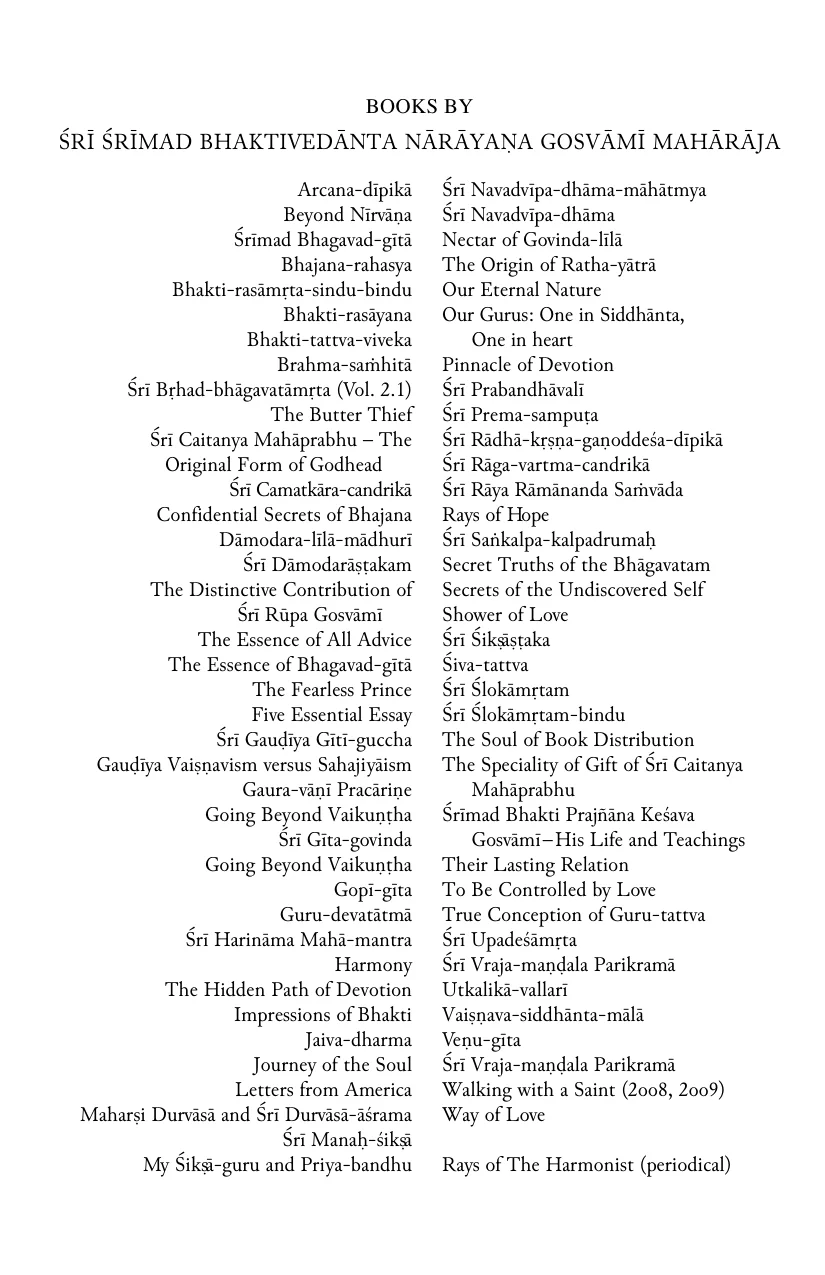 BOOKS BY
ŚRĪ ŚRĪMAD BHAKTIVEDĀNTA NĀRĀYAṆA GOSVĀMĪ MAHĀRĀJA
Arcana-dīpikā
Beyond Nīrvāṇa
Śrīmad Bhagavad-gītā
Bhajana-rahasya
Bhakti-rasāmṛta-sindu-bindu
Bhakti-rasāyana
Bhakti-tattva-viveka
Brahma-saṁhitā
Śrī Bṛhad-bhāgavatāmṛta (Vol. 2.1)
The Butter Thief
Śrī Caitanya Mahāprabhu – The
Original Form of Godhead
Śrī Camatkāra-candrikā
Confidential Secrets of Bhajana
Dāmodara-līlā-mādhurī
Śrī Dāmodarāṣṭakam
The Distinctive Contribution of
Śrī Rūpa Gosvāmī
The Essence of All Advice
The Essence of Bhagavad-gītā
The Fearless Prince
Five Essential Essay
Śrī Gauḍīya Gītī-guccha
Gauḍīya Vaiṣṇavism versus Sahajiyāism
Gaura-vāṇī Pracāriṇe
Going Beyond Vaikuṇṭha
Śrī Gīta-govinda
Going Beyond Vaikuṇṭha
Gopī-gīta
Guru-devatātmā
Śrī Harināma Mahā-mantra
Harmony
The Hidden Path of Devotion
Impressions of Bhakti
Jaiva-dharma
Journey of the Soul
Letters from America
Maharṣi Durvāsā and Śrī Durvāsā-āśrama
Śrī Manaḥ-śikṣā
My Śikṣā-guru and Priya-bandhu
Śrī Navadvīpa-dhāma-māhātmya
Śrī Navadvīpa-dhāma
Nectar of Govinda-līlā
The Origin of Ratha-yātrā
Our Eternal Nature
Our Gurus: One in Siddhānta,
One in heart
Pinnacle of Devotion
Śrī Prabandhāvalī
Śrī Prema-sampuṭa
Śrī Rādhā-kṛṣṇa-gaṇoddeśa-dīpikā
Śrī Rāga-vartma-candrikā
Śrī Rāya Rāmānanda Saṁvāda
Rays of Hope
Śrī Saṅkalpa-kalpadrumaḥ
Secret Truths of the Bhāgavatam
Secrets of the Undiscovered Self
Shower of Love
Śrī Śikṣāṣṭaka
Śiva-tattva
Śrī Ślokāmṛtam
Śrī Ślokāmṛtam-bindu
The Soul of Book Distribution
The Speciality of Gift of Śrī Caitanya
Mahāprabhu
Śrīmad Bhakti Prajñāna Keśava
Gosvāmī–His Life and Teachings
Their Lasting Relation
To Be Controlled by Love
True Conception of Guru-tattva
Śrī Upadeśāmṛta
Śrī Vraja-maṇḍala Parikramā
Utkalikā-vallarī
Vaiṣṇava-siddhānta-mālā
Veṇu-gīta
Śrī Vraja-maṇḍala Parikramā
Walking with a Saint (2008, 2009)
Way of Love
Rays of The Harmonist (periodical)